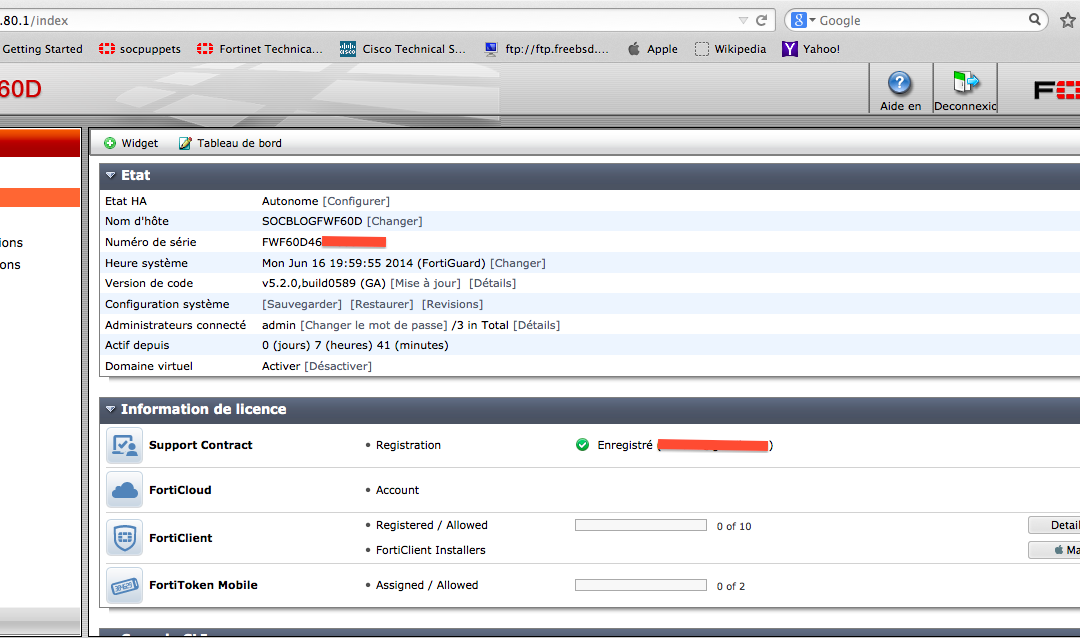 .80.1/index
Google
Getting Started socpuppets Fortinet Technica... Cisco Technical S... ftp://ftp.freebsd.... Apple Wikipedia Yahoo!
60D
Aide en Deconnexic
Widget Tableau de bord
Etat
Etat HA Autonome [Configurer]
Nom d'hôte SOCBLOGFWF60D [Changer]
Numéro de série FWF60D46
Heure système Mon Jun 16 19:59:55 2014 (FortiGuard) [Changer]
ions
ons
Version de code v5.2.0,build0589 (GA) [Mise à jour] [Détails]
Configuration système [Sauvegarder] [Restaurer] [Revisions]
Administrateurs connecté admin [Changer le mot de passe] /3 in Total [Détails]
Actif depuis 0 (jours) 7 (heures) 41 (minutes)
Domaine virtuel Activer [Désactiver]
Information de licence
Support Contract • Registration Enregistré ( )
FortiCloud • Account
FortiClient • Registered / Allowed 0 of 10 Detail
• FortiClient Installers Ma
FortiToken Mobile • Assigned / Allowed 0 of 2